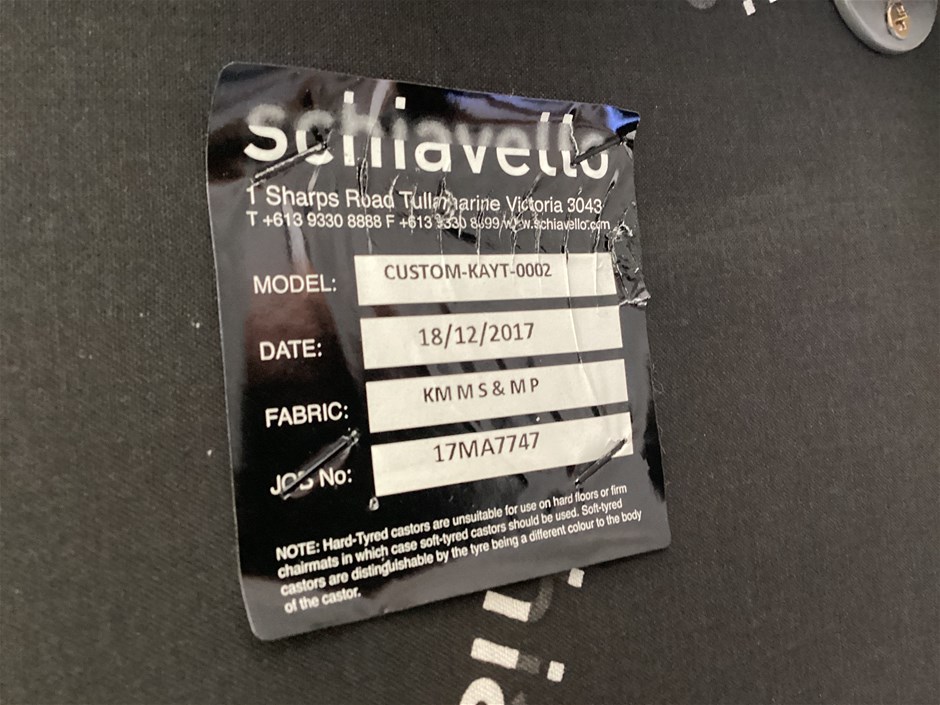 schiavello
1 Sharps Road Tullamarine Victoria 3043
T +613 9330 8888 F +613 9330 8899 www.schiavello.com
MODEL: CUSTOM-KAYT-0002
DATE: 18/12/2017
FABRIC: KM M S & M P
JOB No: 17MA7747
NOTE: Hard-Tyred castors are unsuitable for use on hard floors or firm
chairmats in which case soft-tyred castors should be used. Soft-tyred
castors are distinguishable by the tyre being a different colour to the body
of the castor.